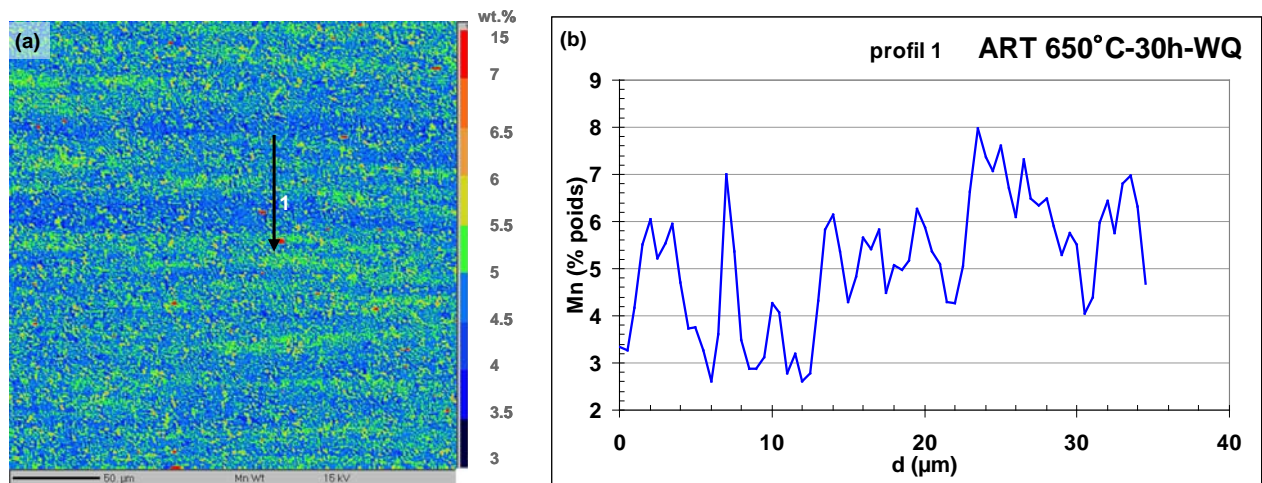 (a)
wt.%
15
7
6.5
6
5.5
5
4.5
4
3.5
3
1
50 µm Mn Wt 15 kV
(b)
profil 1 ART 650°C-30h-WQ
Mn (% poids)
9
8
7
6
5
4
3
2
0 10 20 30 40
d (µm)